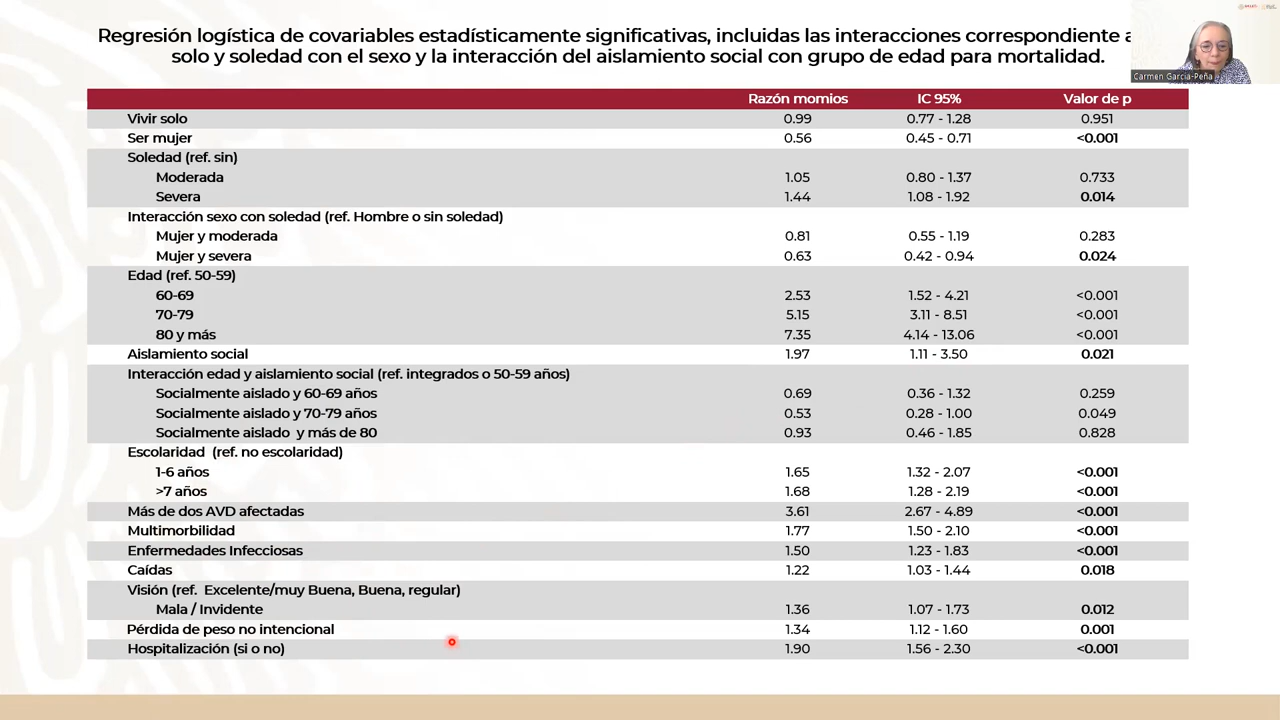 Regresión logística de covariables estadísticamente significativas, incluidas las interacciones correspondiente a
solo y soledad con el sexo y la interacción del aislamiento social con grupo de edad para mortalidad.
Carmen García-Peña
Razón momios IC 95% Valor de p
Vivir solo 0.99 0.77 - 1.28 0.951
Ser mujer 0.56 0.45 - 0.71 <0.001
Soledad (ref. sin)
Moderada 1.05 0.80 - 1.37 0.733
Severa 1.44 1.08 - 1.92 0.014
Interacción sexo con soledad (ref. Hombre o sin soledad)
Mujer y moderada 0.81 0.55 - 1.19 0.283
Mujer y severa 0.63 0.42 - 0.94 0.024
Edad (ref. 50-59)
60-69 2.53 1.52 - 4.21 <0.001
70-79 5.15 3.11 - 8.51 <0.001
80 y más 7.35 4.14 - 13.06 <0.001
Aislamiento social 1.97 1.11 - 3.50 0.021
Interacción edad y aislamiento social (ref. integrados o 50-59 años)
Socialmente aislado y 60-69 años 0.69 0.36 - 1.32 0.259
Socialmente aislado y 70-79 años 0.53 0.28 - 1.00 0.049
Socialmente aislado y más de 80 0.93 0.46 - 1.85 0.828
Escolaridad (ref. no escolaridad)
1-6 años 1.65 1.32 - 2.07 <0.001
>7 años 1.68 1.28 - 2.19 <0.001
Más de dos AVD afectadas 3.61 2.67 - 4.89 <0.001
Multimorbilidad 1.77 1.50 - 2.10 <0.001
Enfermedades Infecciosas 1.50 1.23 - 1.83 <0.001
Caídas 1.22 1.03 - 1.44 0.018
Visión (ref. Excelente/muy Buena, Buena, regular)
Mala / Invidente 1.36 1.07 - 1.73 0.012
Pérdida de peso no intencional 1.34 1.12 - 1.60 0.001
Hospitalización (si o no) 1.90 1.56 - 2.30 <0.001